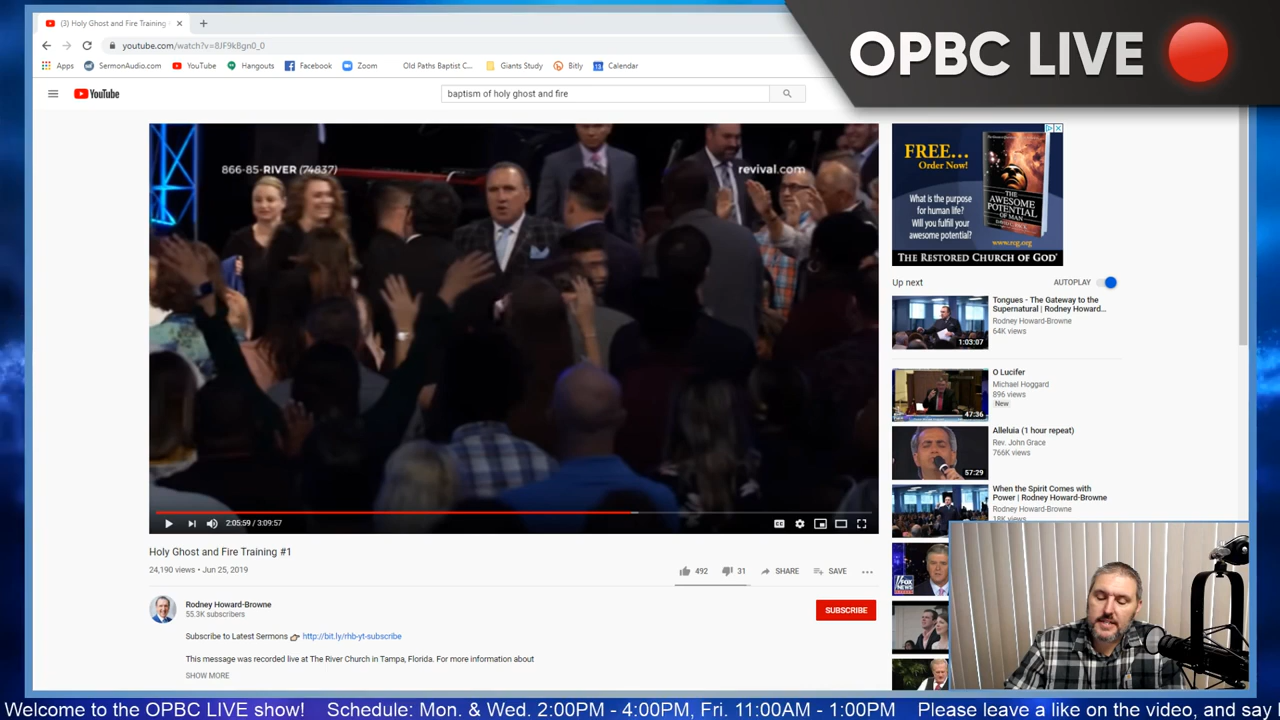 (3) Holy Ghost and Fire Training
OPBC LIVE
youtube.com/watch?v=8JF9kBgn0_0
Apps SermonAudio.com YouTube Hangouts Facebook Zoom Old Paths Baptist C... Giants Study Bitly Calendar
YouTube
baptism of holy ghost and fire
866-85-RIVER (74837)
revival.com
FREE...
Order Now!
What is the purpose
for human life?
Will you fulfill your
awesome potential?
THE
AWESOME
POTENTIAL
OF MAN
www.rcg.org
THE RESTORED CHURCH OF GOD
Up next
AUTOPLAY
Tongues - The Gateway to the
Supernatural | Rodney Howard...
Rodney Howard-Browne
64K views
1:03:07
O Lucifer
Michael Hoggard
896 views
New
47:36
Alleluia (1 hour repeat)
Rev. John Grace
766K views
57:29
When the Spirit Comes with
Power | Rodney Howard-Browne
Rodney Howard-Browne
18K views
FOX
NEWS
2:05:59 / 3:09:57
CC
Holy Ghost and Fire Training #1
24,190 views • Jun 25, 2019
492 31 SHARE SAVE ...
Rodney Howard-Browne
55.3K subscribers
SUBSCRIBE
Subscribe to Latest Sermons 👉 http://bit.ly/rhb-yt-subscribe
This message was recorded live at The River Church in Tampa, Florida. For more information about
SHOW MORE
Welcome to the OPBC LIVE show! Schedule: Mon. & Wed. 2:00PM - 4:00PM, Fri. 11:00AM - 1:00PM Please leave a like on the video, and say